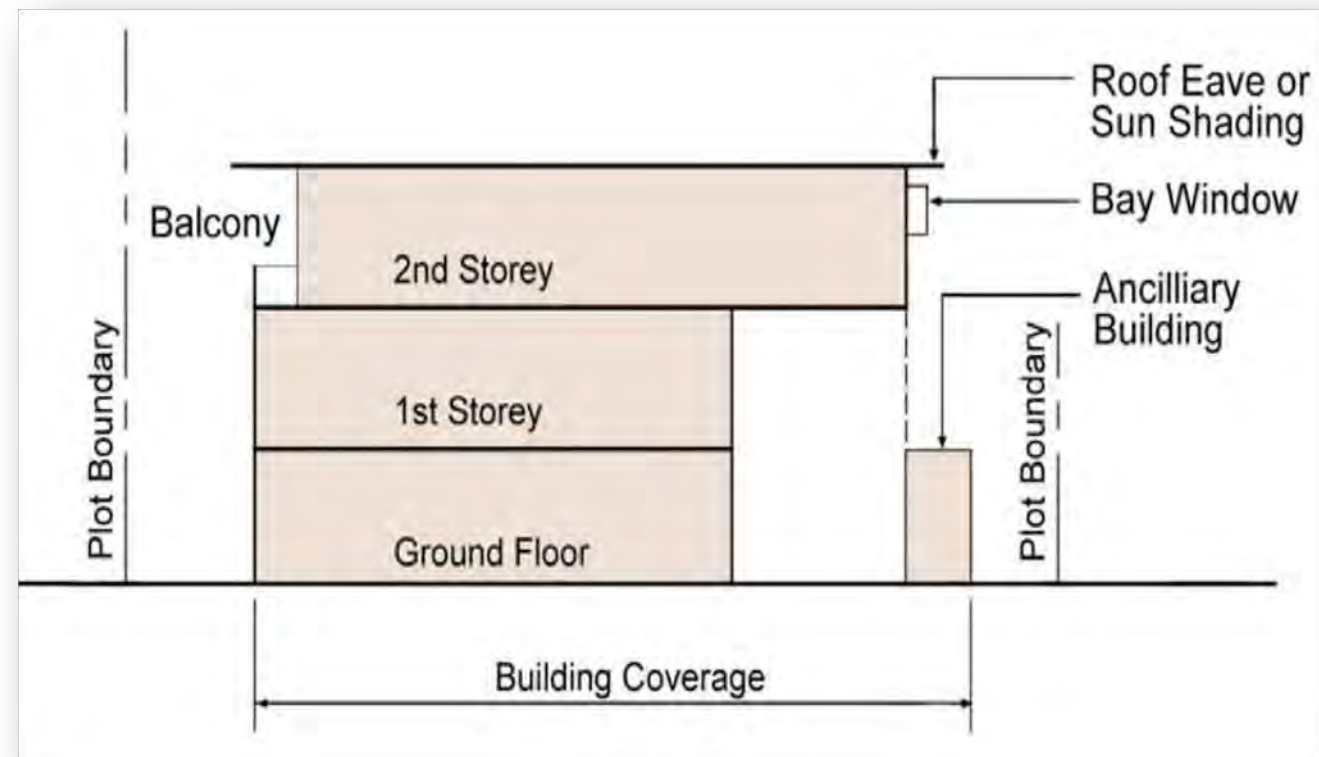 Roof Eave or
Sun Shading
Bay Window
Balcony
2nd Storey
Ancilliary
Building
Plot Boundary
1st Storey
Plot Boundary
Ground Floor
Building Coverage